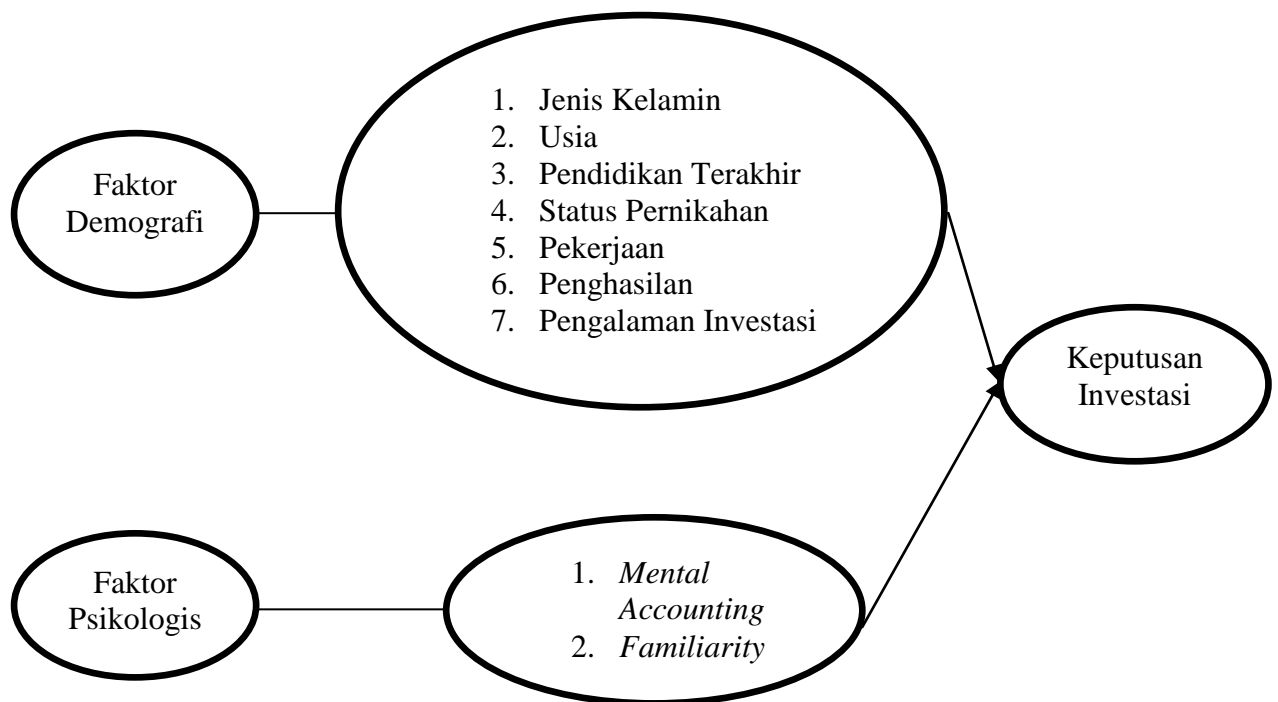 Faktor
Demografi
1. Jenis Kelamin
2. Usia
3. Pendidikan Terakhir
4. Status Pernikahan
5. Pekerjaan
6. Penghasilan
7. Pengalaman Investasi
Keputusan
Investasi
Faktor
Psikologis
1. Mental
Accounting
2. Familiarity